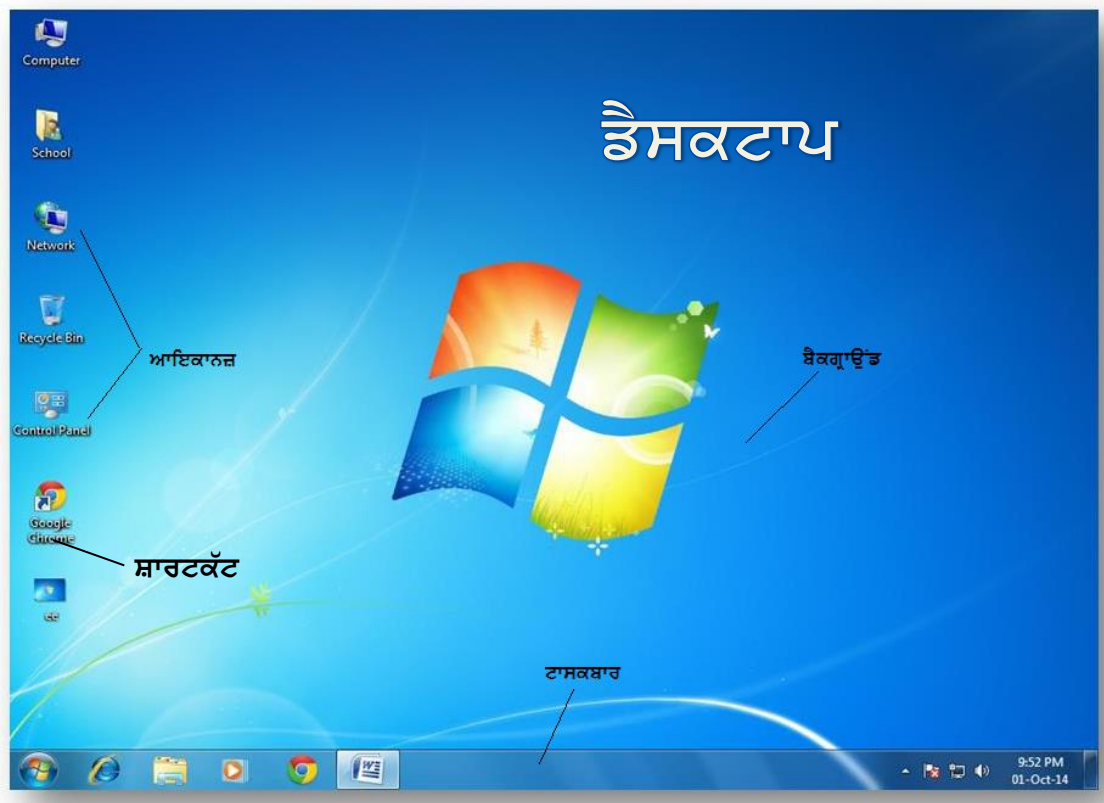 Computer
ਡੈਸਕਟਾਪ
School
Network
Recycle Bin
ਆਇਕਾਨਜ਼
ਬੈਕਗ੍ਰਾਉਂਡ
Control Panel
Google
Chrome
ਸ਼ਾਰਟਕੱਟ
ee
ਟਾਸਕਬਾਰ
9:52 PM
01-Oct-14